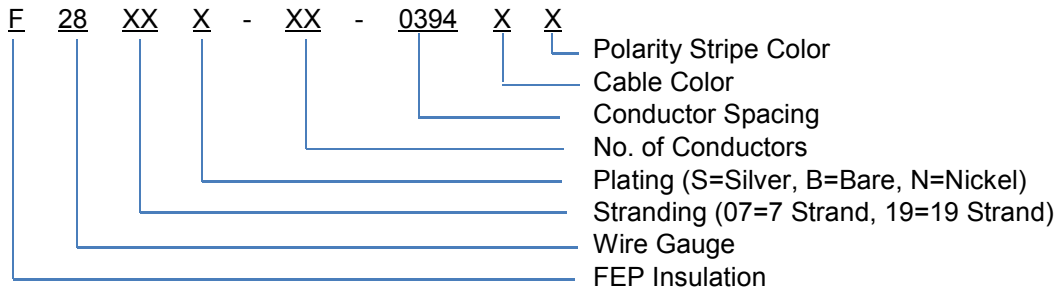 F 28 XX X - XX - 0394 X X
Polarity Stripe Color
Cable Color
Conductor Spacing
No. of Conductors
Plating (S=Silver, B=Bare, N=Nickel)
Stranding (07=7 Strand, 19=19 Strand)
Wire Gauge
FEP Insulation